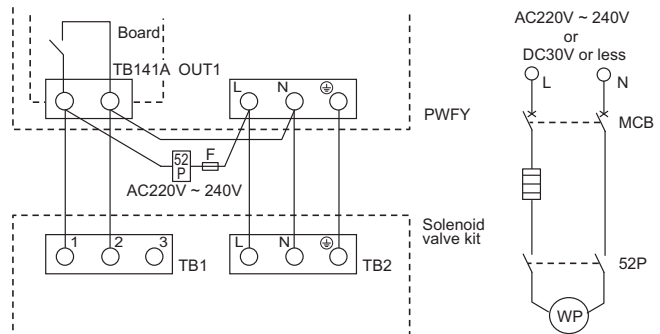 Board
TB141A OUT1
L
N
PWFY
52
P
F
AC220V ~ 240V
Solenoid
valve kit
1
2
3
TB1
L
N
TB2
AC220V ~ 240V
or
DC30V or less
L
N
MCB
52P
WP